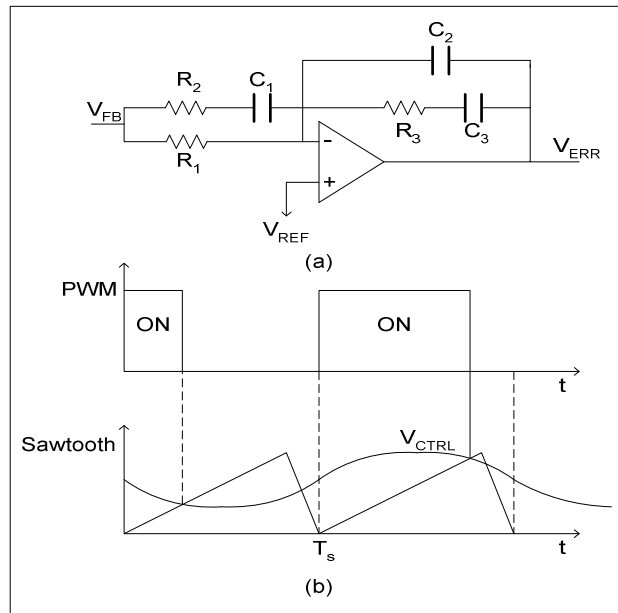 C2
R2
C1
VFB
R3
C3
R1
-
VERR
+
VREF
(a)
PWM
ON
ON
t
Sawtooth
VCTRL
Ts
t
(b)